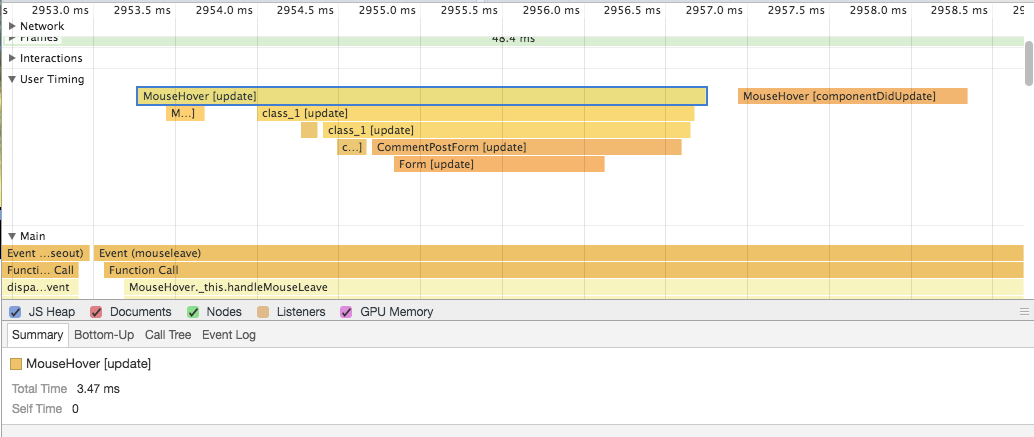 s 2953.0 ms 2953.5 ms 2954.0 ms 2954.5 ms 2955.0 ms 2955.5 ms 2956.0 ms 2956.5 ms 2957.0 ms 2957.5 ms 2958.0 ms 2958.5 ms 29
Network
Frames 48.4 ms
Interactions
User Timing
MouseHover [update] MouseHover [componentDidUpdate]
M...] class_1 [update]
class_1 [update]
c...] CommentPostForm [update]
Form [update]
Main
Event ...seout) Event (mouseleave)
Functi... Call Function Call
dispa...vent MouseHover._this.handleMouseLeave
JS Heap Documents Nodes Listeners GPU Memory
Summary Bottom-Up Call Tree Event Log
MouseHover [update]
Total Time 3.47 ms
Self Time 0